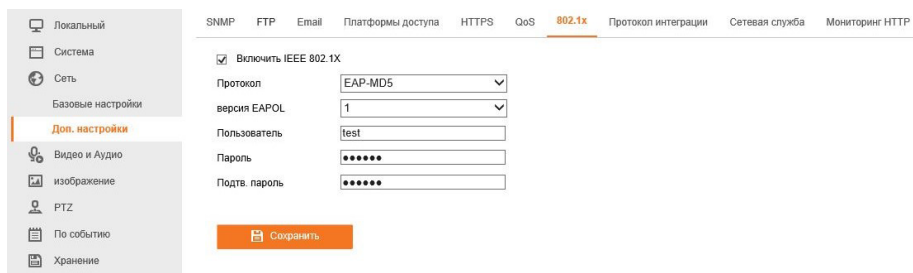 SNMP FTP Email Платформы доступа HTTPS QoS 802.1x Протокол интеграции Сетевая служба Мониторинг HTTP
Локальный
Система
Сеть
Базовые настройки
Доп. настройки
Видео и Аудио
изображение
PTZ
По событию
Хранение
Включить IEEE 802.1X
Протокол EAP-MD5
версия EAPOL 1
Пользователь test
Пароль ●●●●●●
Подтв. пароль ●●●●●●
Сохранить